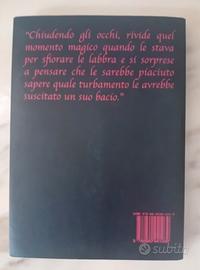 "Chiudendo gli occhi, rivide quel
momento magico quando le stava
per sfiorare le labbra e si sorprese
a pensare che le sarebbe piaciuto
sapere quale turbamento le avrebbe
suscitato un suo bacio."
subito